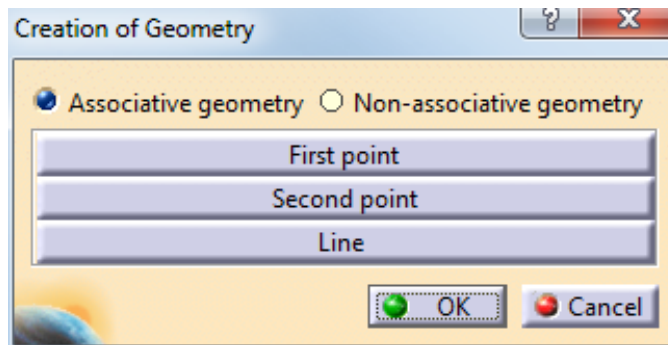 Creation of Geometry
Associative geometry Non-associative geometry
First point
Second point
Line
OK Cancel